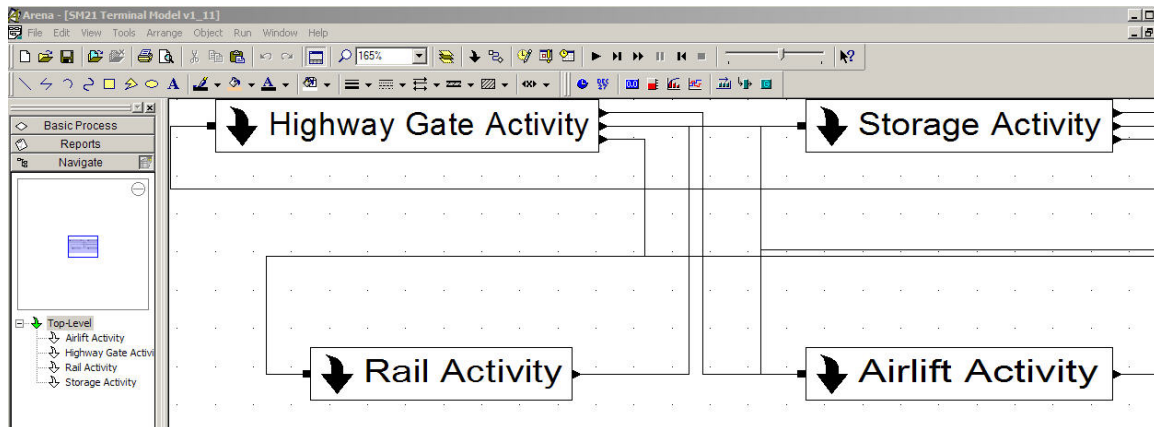 Arena - [SM21 Terminal Model v1_11]
File Edit View Tools Arrange Object Run Window Help
165%
A A
Basic Process
Reports
Navigate
Top-Level
Airlift Activity
Highway Gate Activi
Rail Activity
Storage Activity
Highway Gate Activity
Storage Activity
Rail Activity
Airlift Activity